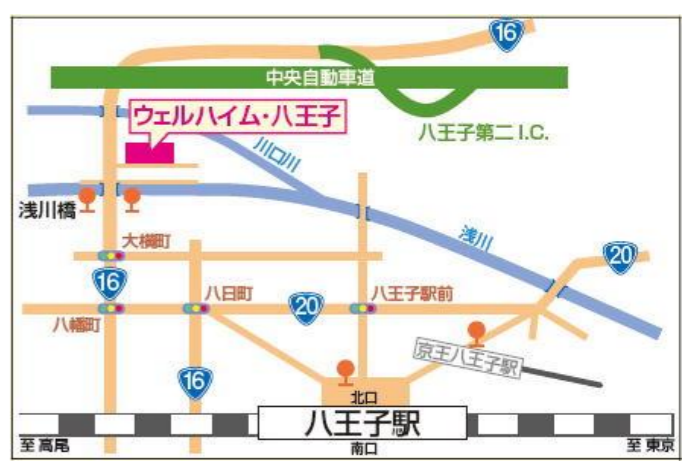 16
中央自動車道
ウェルハイム・八王子
八王子第二I.C.
川口川
浅川橋
浅川
大横町
20
16
八日町
20
八王子駅前
八幡町
京王八王子駅
16
北口
八王子駅
至 高尾
南口
至 東京